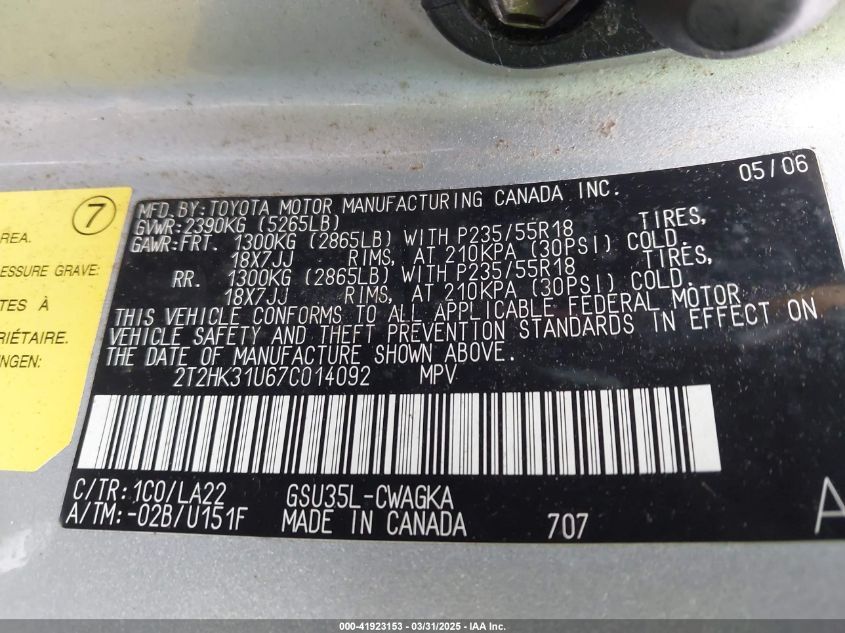 7
REA.
ESSURE GRAVE:
TES À
RIÉTAIRE.
NGEN:
MFD.BY:TOYOTA MOTOR MANUFACTURING CANADA INC. 05/06
GVWR:2390KG (5265LB)
GAWR:FRT. 1300KG (2865LB) WITH P235/55R18 TIRES,
18X7JJ RIMS, AT 210KPA (30PSI) COLD.
RR. 1300KG (2865LB) WITH P235/55R18 TIRES,
18X7JJ RIMS, AT 210KPA (30PSI) COLD.
THIS VEHICLE CONFORMS TO ALL APPLICABLE FEDERAL MOTOR
VEHICLE SAFETY AND THEFT PREVENTION STANDARDS IN EFFECT ON
THE DATE OF MANUFACTURE SHOWN ABOVE.
2T2HK31U67C014092 MPV
C/TR:1C0/LA22 GSU35L-CWAGKA
A/TM:-02B/U151F MADE IN CANADA 707 A
000-41923153 - 03/31/2025 - IAA Inc.